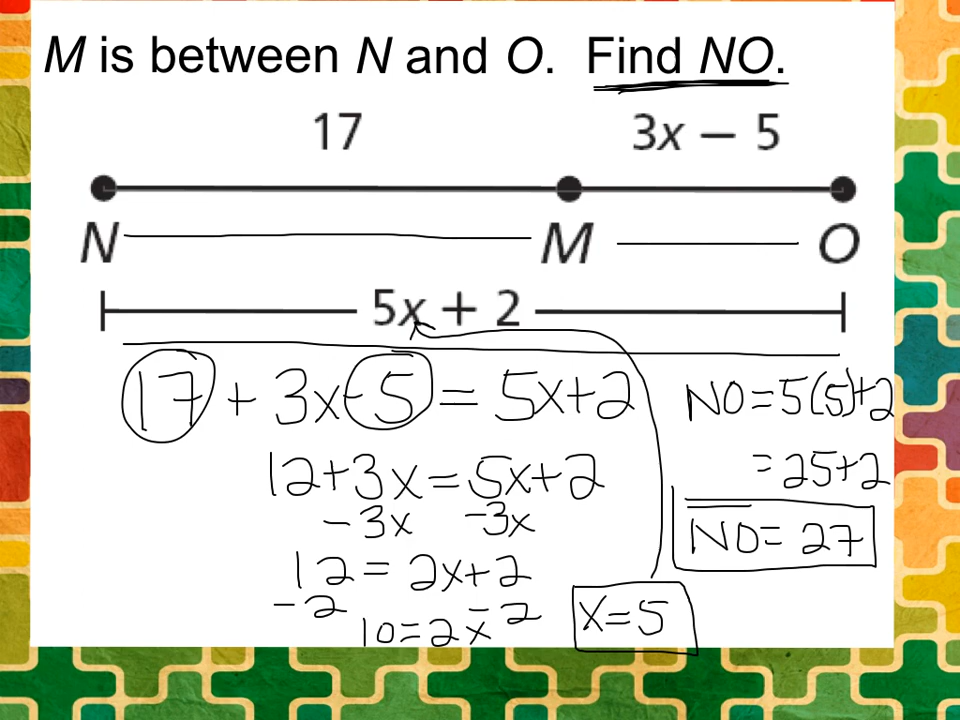 M is between N and O. Find NO.
17 3x – 5
N M O
5x + 2
17 + 3x - 5 = 5x+2
NO = 5(5)+2
12+3x = 5x+2
= 25+2
-3x -3x
NO = 27
12 = 2x+2
-2 -2
10=2x
x=5